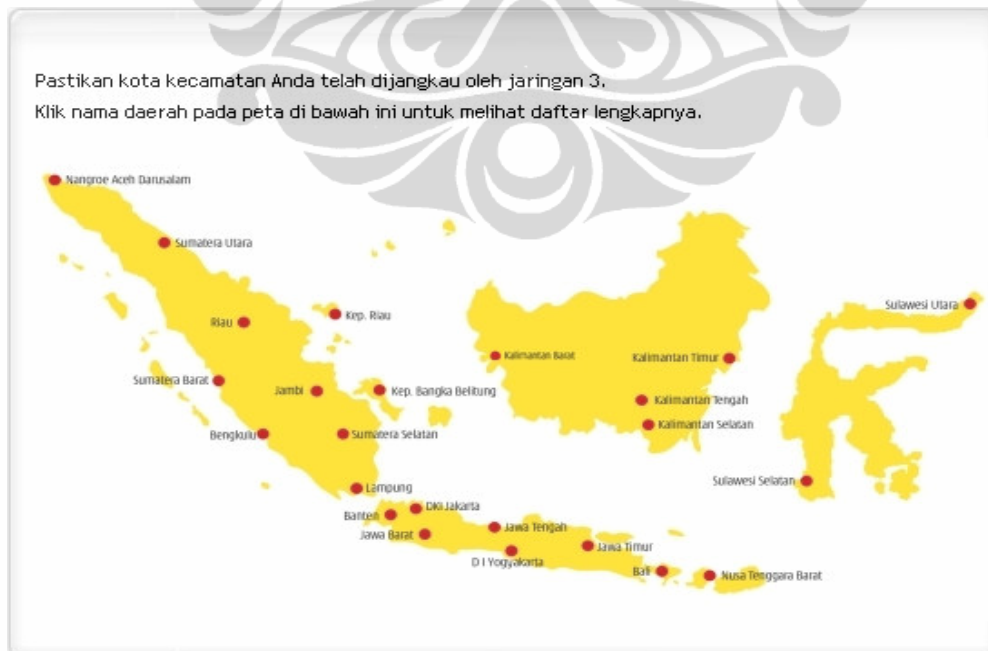 Pastikan kota kecamatan Anda telah dijangkau oleh jaringan 3.
Klik nama daerah pada peta di bawah ini untuk melihat daftar lengkapnya.
Nangroe Aceh Darusalam
Sumatera Utara
Sulawesi Utara
Kep. Riau
Riau
Kalimantan Barat
Kalimantan Timur
Sumatera Barat
Jambi
Kep. Bangka Belitung
Kalimantan Tengah
Kalimantan Selatan
Bengkulu
Sumatera Selatan
Sulawesi Selatan
Lampung
DKI Jakarta
Banten
Jawa Barat
Jawa Tengah
Jawa Timur
D I Yogyakarta
Bali
Nusa Tenggara Barat